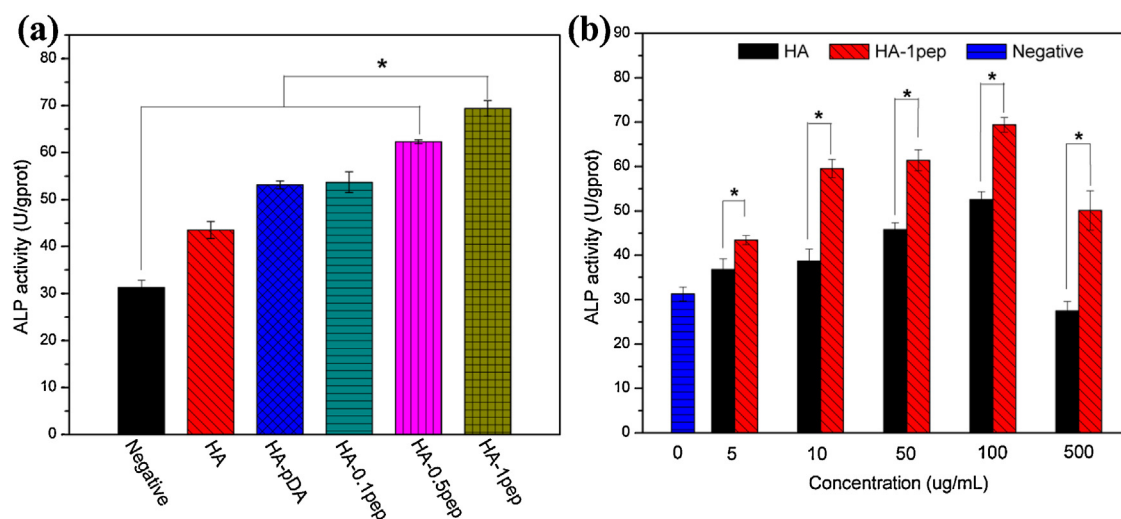 (a)
*
ALP activity (U/gprot)
80
70
60
50
40
30
20
10
0
Negative
HA
HA-pDA
HA-0.1pep
HA-0.5pep
HA-1pep
(b)
HA
HA-1pep
Negative
*
*
*
*
*
ALP activity (U/gprot)
90
80
70
60
50
40
30
20
10
0
0 5 10 50 100 500
Concentration (ug/mL)